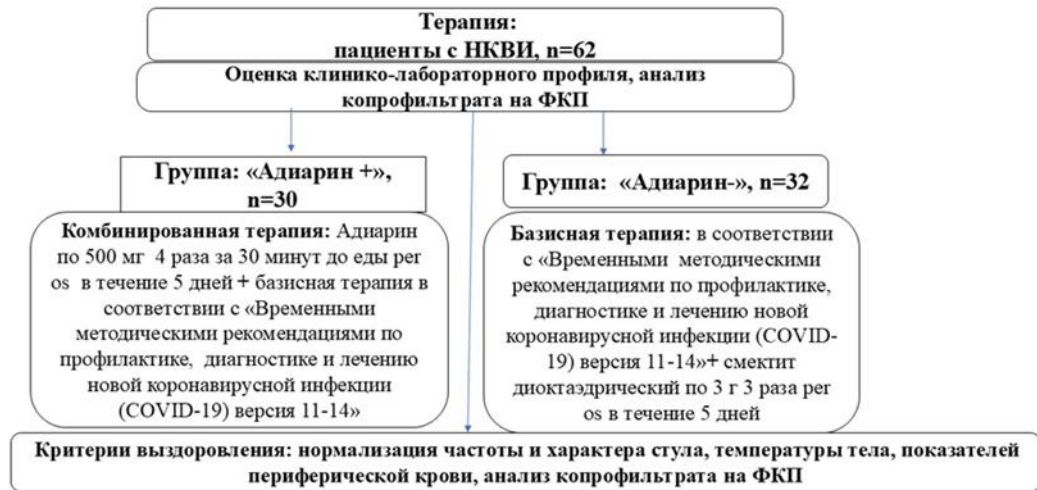 Терапия:
пациенты с НКВИ, n=62
Оценка клинико-лабораторного профиля, анализ
копрофильтрата на ФКП
Группа: «Адиарин +»,
n=30
Комбинированная терапия: Адиарин
по 500 мг 4 раза за 30 минут до еды per
os в течение 5 дней + базисная терапия в
соответствии с «Временными
методическими рекомендациями по
профилактике, диагностике и лечению
новой коронавирусной инфекции
(COVID-19) версия 11-14»
Группа: «Адиарин-», n=32
Базисная терапия: в соответствии
с «Временными методическими
рекомендациями по профилактике,
диагностике и лечению новой
коронавирусной инфекции (COVID-
19) версия 11-14»+ смектит
диоктаэдрический по 3 г 3 раза per
os в течение 5 дней
Критерии выздоровления: нормализация частоты и характера стула, температуры тела, показателей
периферической крови, анализ копрофильтрата на ФКП